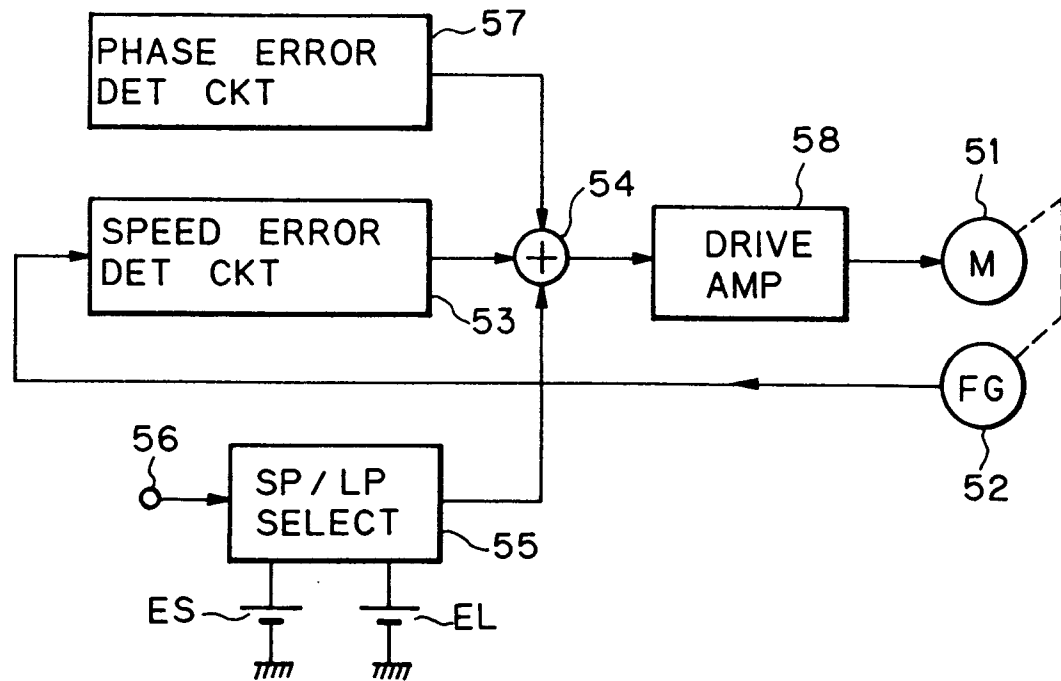 57
PHASE ERROR
DET CKT
58
51
54
SPEED ERROR
DET CKT
+
DRIVE
AMP
M
53
FG
56
52
SP/LP
SELECT
55
ES
EL